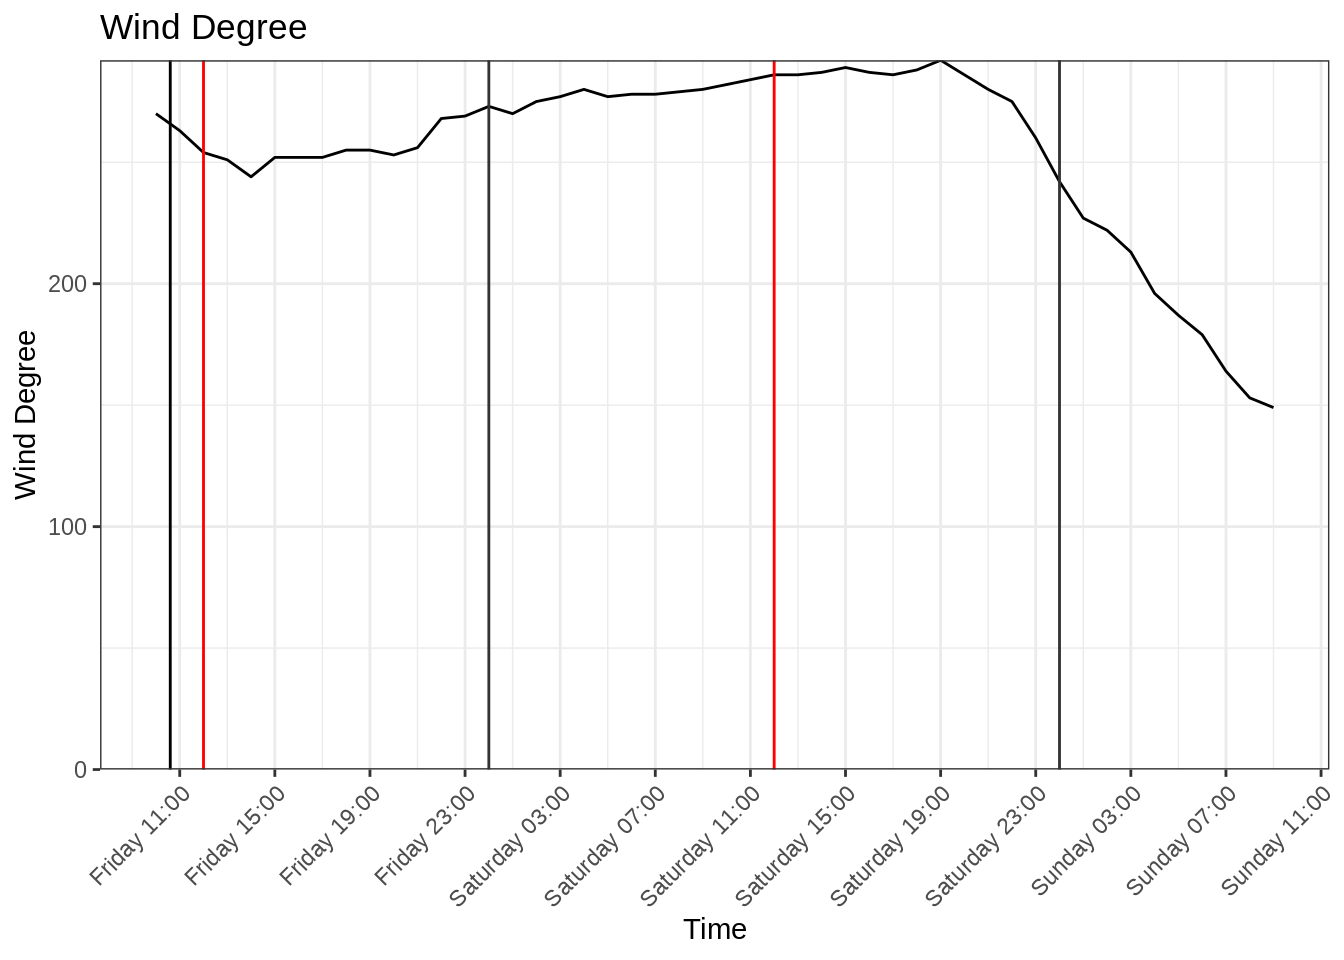 Wind Degree
Wind Degree
200
100
0
Friday 11:00
Friday 15:00
Friday 19:00
Friday 23:00
Saturday 03:00
Saturday 07:00
Saturday 11:00
Saturday 15:00
Saturday 19:00
Saturday 23:00
Sunday 03:00
Sunday 07:00
Sunday 11:00
Time